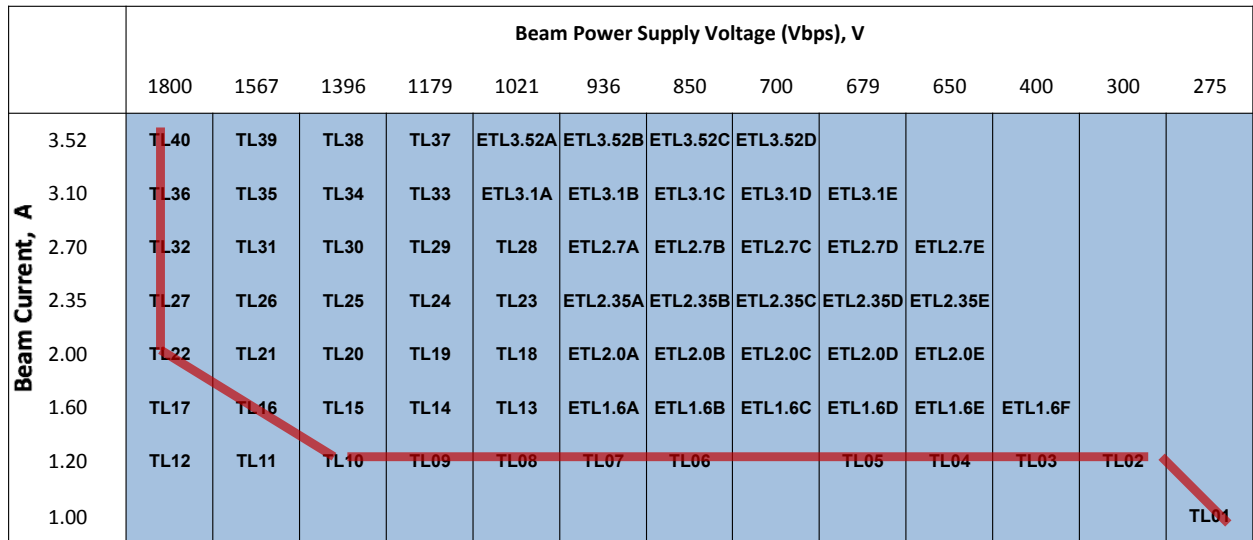 Beam Power Supply Voltage (Vbps), V
1800 1567 1396 1179 1021 936 850 700 679 650 400 300 275
Beam Current, A
3.52 TL40 TL39 TL38 TL37 ETL3.52A ETL3.52B ETL3.52C ETL3.52D
3.10 TL36 TL35 TL34 TL33 ETL3.1A ETL3.1B ETL3.1C ETL3.1D ETL3.1E
2.70 TL32 TL31 TL30 TL29 TL28 ETL2.7A ETL2.7B ETL2.7C ETL2.7D ETL2.7E
2.35 TL27 TL26 TL25 TL24 TL23 ETL2.35A ETL2.35B ETL2.35C ETL2.35D ETL2.35E
2.00 TL22 TL21 TL20 TL19 TL18 ETL2.0A ETL2.0B ETL2.0C ETL2.0D ETL2.0E
1.60 TL17 TL16 TL15 TL14 TL13 ETL1.6A ETL1.6B ETL1.6C ETL1.6D ETL1.6E ETL1.6F
1.20 TL12 TL11 TL10 TL09 TL08 TL07 TL06 TL05 TL04 TL03 TL02
1.00 TL01